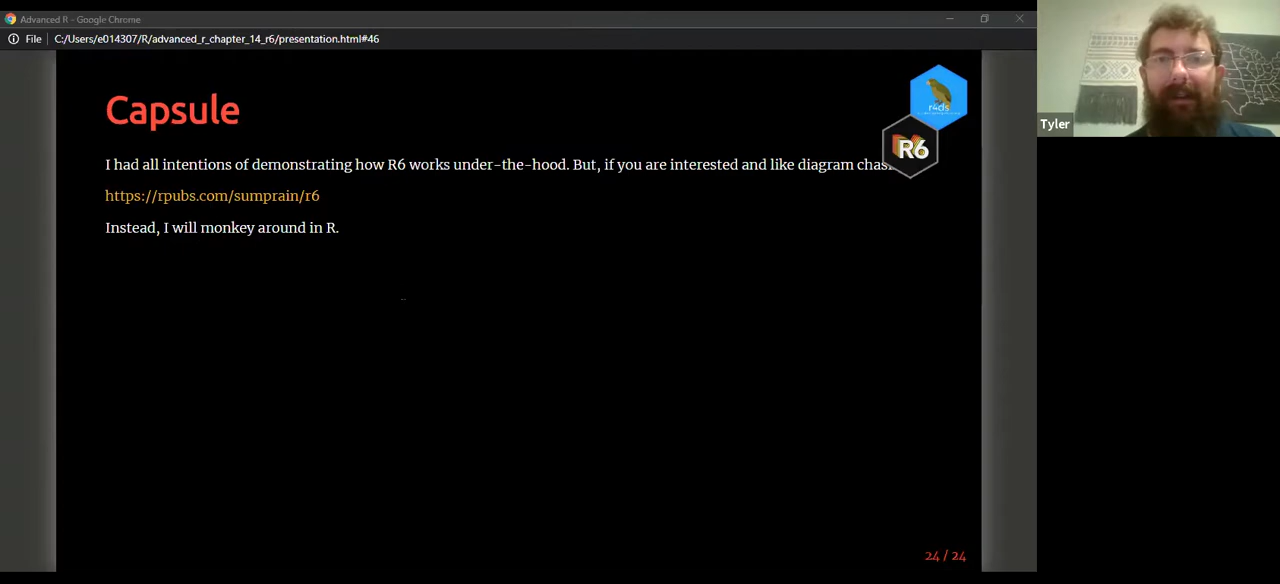 Advanced R - Google Chrome
File C:/Users/e014307/R/advanced_r_chapter_14_r6/presentation.html#46
Capsule
r4ds
R6
Tyler
I had all intentions of demonstrating how R6 works under-the-hood. But, if you are interested and like diagram
https://rpubs.com/sumprain/r6
Instead, I will monkey around in R.
24 / 24